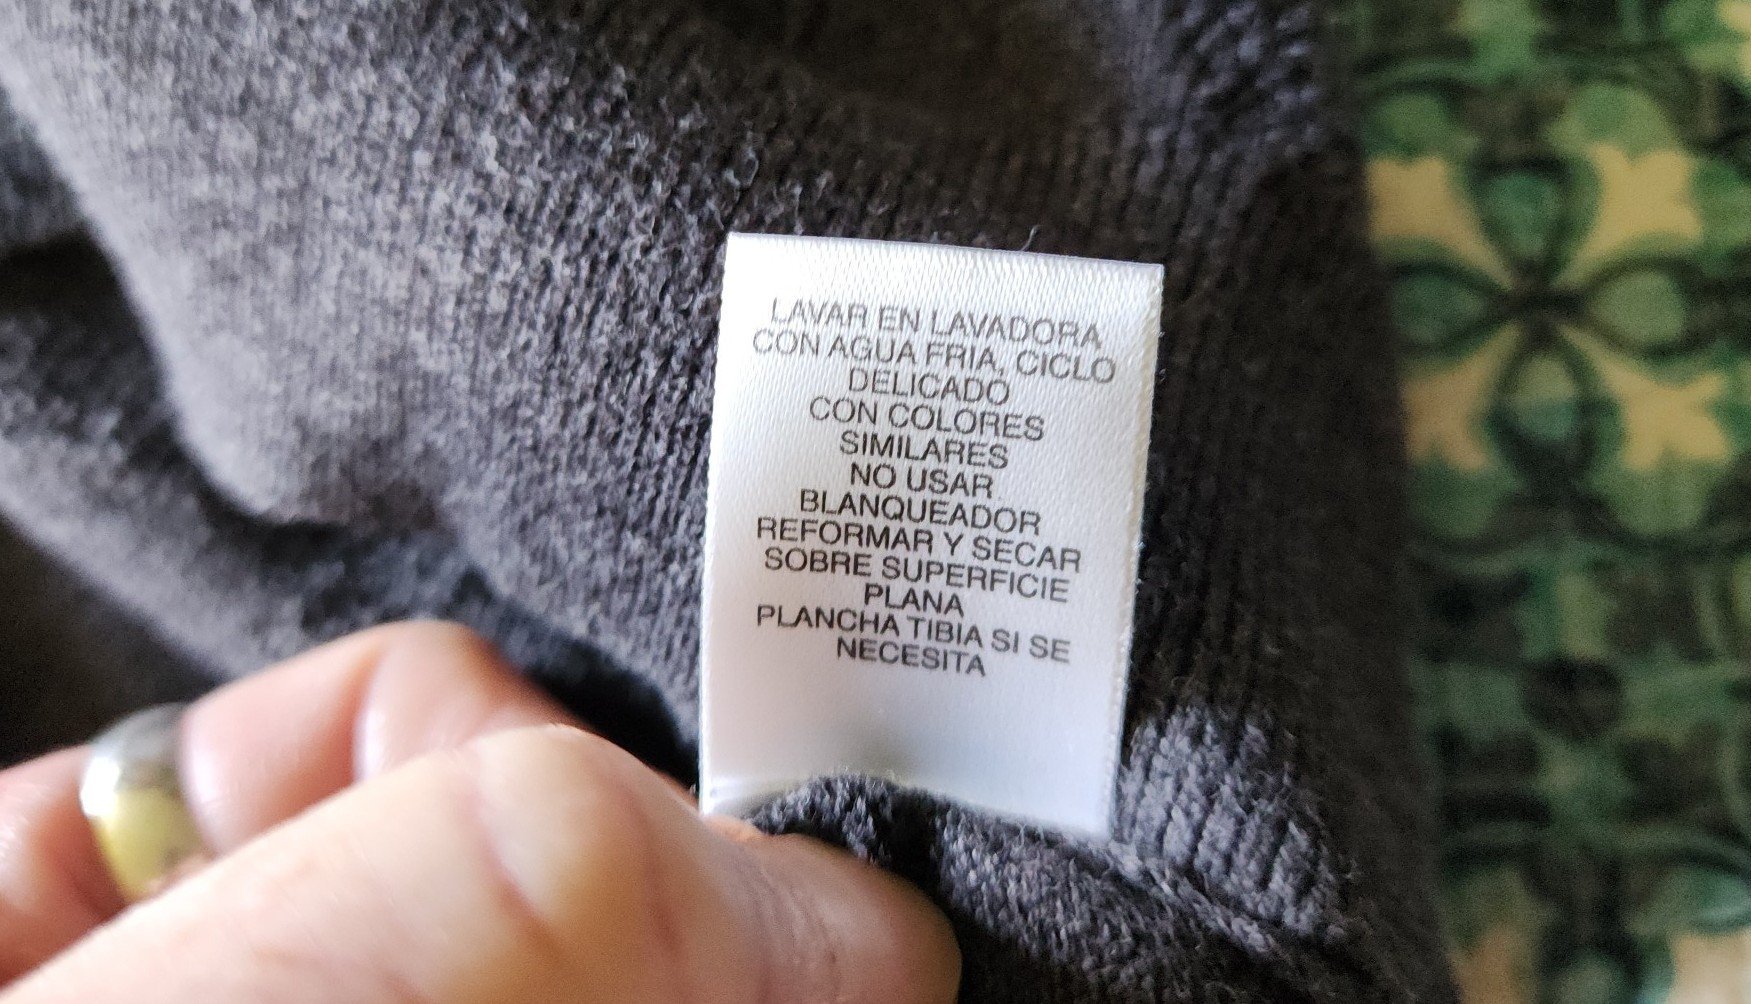 LAVAR EN LAVADORA
CON AGUA FRIA, CICLO
DELICADO
CON COLORES
SIMILARES
NO USAR
BLANQUEADOR
REFORMAR Y SECAR
SOBRE SUPERFICIE
PLANA
PLANCHA TIBIA SI SE
NECESITA